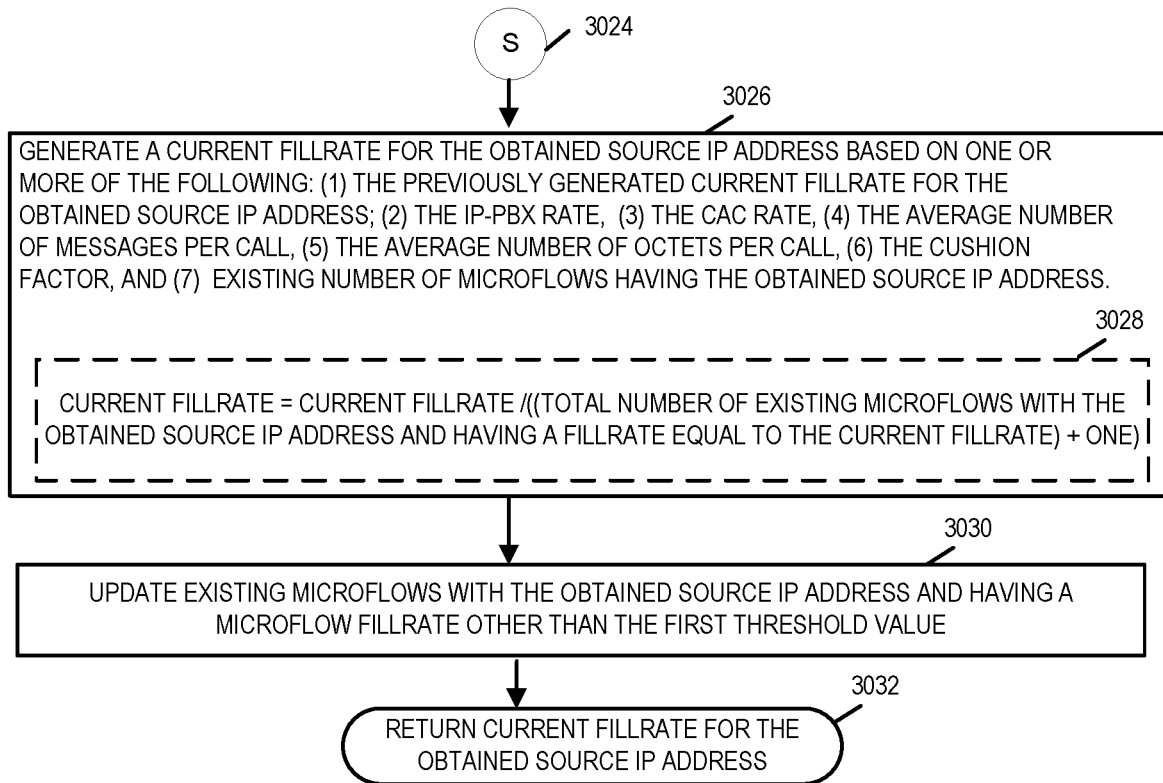 S
3024
3026
GENERATE A CURRENT FILLRATE FOR THE OBTAINED SOURCE IP ADDRESS BASED ON ONE OR
MORE OF THE FOLLOWING: (1) THE PREVIOUSLY GENERATED CURRENT FILLRATE FOR THE
OBTAINED SOURCE IP ADDRESS; (2) THE IP-PBX RATE, (3) THE CAC RATE, (4) THE AVERAGE NUMBER
OF MESSAGES PER CALL, (5) THE AVERAGE NUMBER OF OCTETS PER CALL, (6) THE CUSHION
FACTOR, AND (7) EXISTING NUMBER OF MICROFLOWS HAVING THE OBTAINED SOURCE IP ADDRESS.
3028
CURRENT FILLRATE = CURRENT FILLRATE /((TOTAL NUMBER OF EXISTING MICROFLOWS WITH THE
OBTAINED SOURCE IP ADDRESS AND HAVING A FILLRATE EQUAL TO THE CURRENT FILLRATE) + ONE)
3030
UPDATE EXISTING MICROFLOWS WITH THE OBTAINED SOURCE IP ADDRESS AND HAVING A
MICROFLOW FILLRATE OTHER THAN THE FIRST THRESHOLD VALUE
3032
RETURN CURRENT FILLRATE FOR THE
OBTAINED SOURCE IP ADDRESS